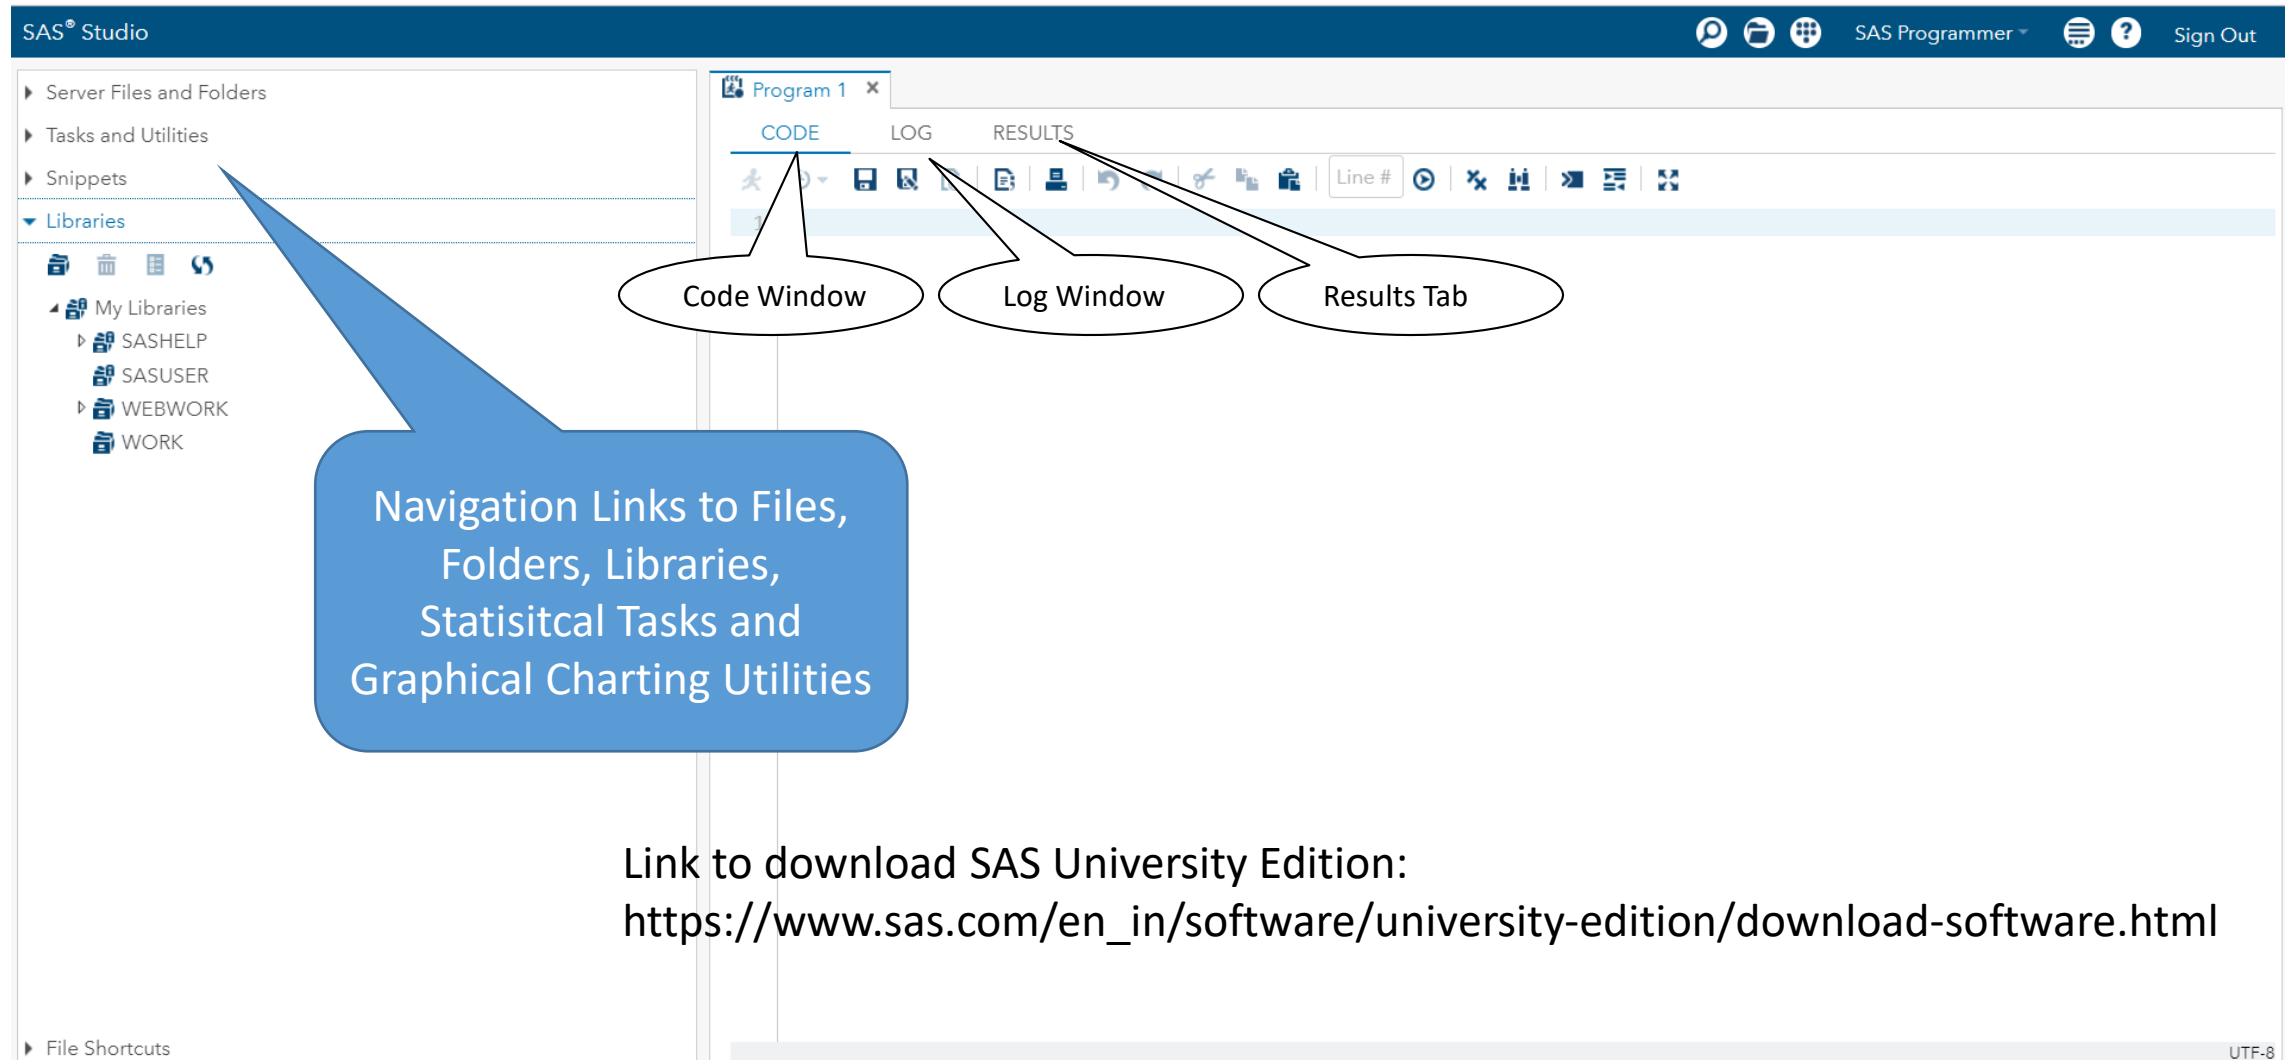 SAS® Studio
SAS Programmer
Sign Out
Server Files and Folders
Tasks and Utilities
Snippets
Libraries
My Libraries
SASHELP
SASUSER
WEBWORK
WORK
File Shortcuts
Program 1
CODE LOG RESULTS
Line #
1
Code Window
Log Window
Results Tab
Navigation Links to Files,
Folders, Libraries,
Statisitcal Tasks and
Graphical Charting Utilities
Link to download SAS University Edition:
https://www.sas.com/en_in/software/university-edition/download-software.html
UTF-8